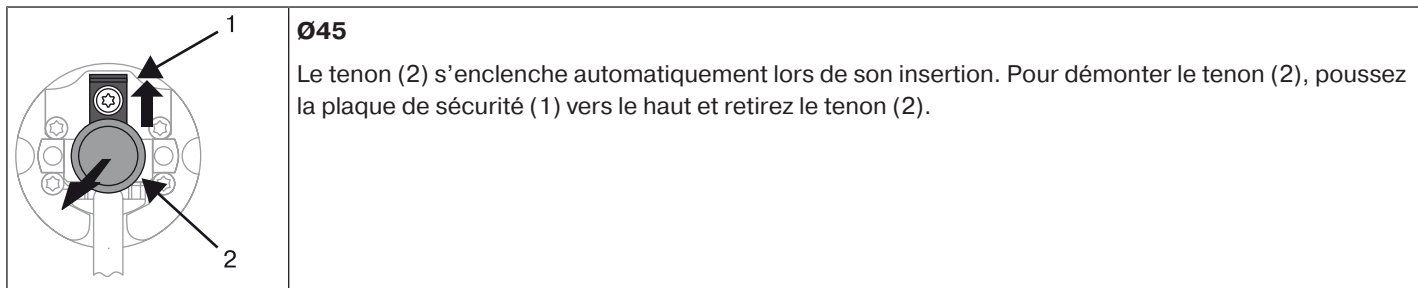 1
2
Ø45
Le tenon (2) s’enclenche automatiquement lors de son insertion. Pour démonter le tenon (2), poussez
la plaque de sécurité (1) vers le haut et retirez le tenon (2).